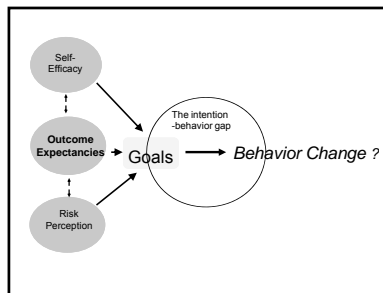 Self-
Efficacy
The intention
-behavior gap
Outcome
Expectancies
Goals
Behavior Change ?
Risk
Perception